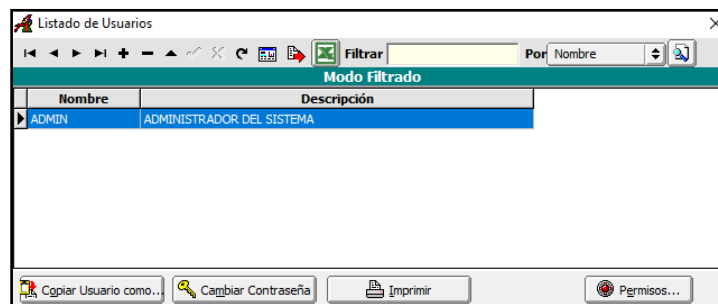 Listado de Usuarios
Filtrar Por Nombre
Modo Filtrado
Nombre Descripción
ADMIN ADMINISTRADOR DEL SISTEMA
Copiar Usuario como... Cambiar Contraseña Imprimir Permisos...